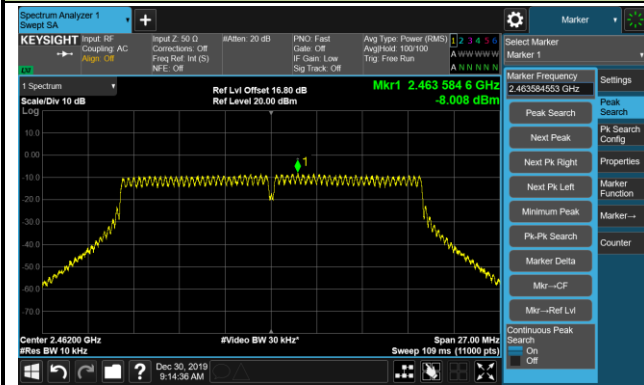 Spectrum Analyzer 1
Swept SA
+
Marker
KEYSIGHT
Input: RF
Coupling: AC
Align: Off
Input Z: 50 Ω
Corrections: Off
Freq Ref: Int (S)
NFE: Off
#Atten: 20 dB
PNO: Fast
Gate: Off
IF Gain: Low
Sig Track: Off
Avg Type: Power (RMS)
Avg|Hold: 100/100
Trig: Free Run
1 2 3 4 5 6
A W W W W W
A N N N N N
Select Marker
Marker 1
1 Spectrum
Scale/Div 10 dB
Log
Ref Lvl Offset 16.80 dB
Ref Level 20.00 dBm
Mkr1 2.463 584 6 GHz
-8.008 dBm
10.0
0.00
-10.0
-20.0
-30.0
-40.0
-50.0
-60.0
-70.0
1
Center 2.46200 GHz
#Res BW 10 kHz
#Video BW 30 kHz*
Span 27.00 MHz
Sweep 109 ms (11000 pts)
Marker Frequency
2.463584553 GHz
Peak Search
Next Peak
Next Pk Right
Next Pk Left
Minimum Peak
Pk-Pk Search
Marker Delta
Mkr→CF
Mkr→Ref Lvl
Continuous Peak
Search
On
Off
Settings
Peak
Search
Pk Search
Config
Properties
Marker
Function
Marker→
Counter
?
Dec 30, 2019
9:14:36 AM